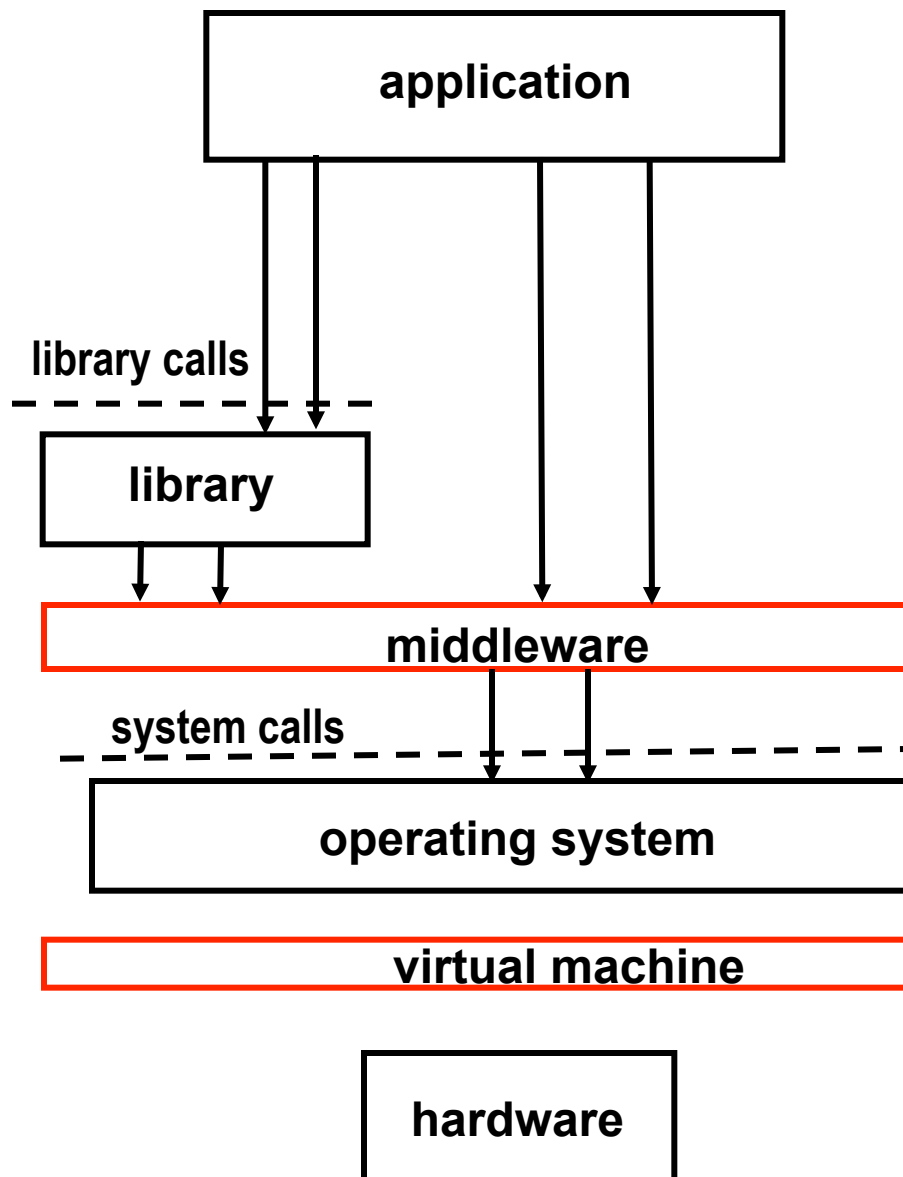 application
library calls
library
middleware
system calls
operating system
virtual machine
hardware